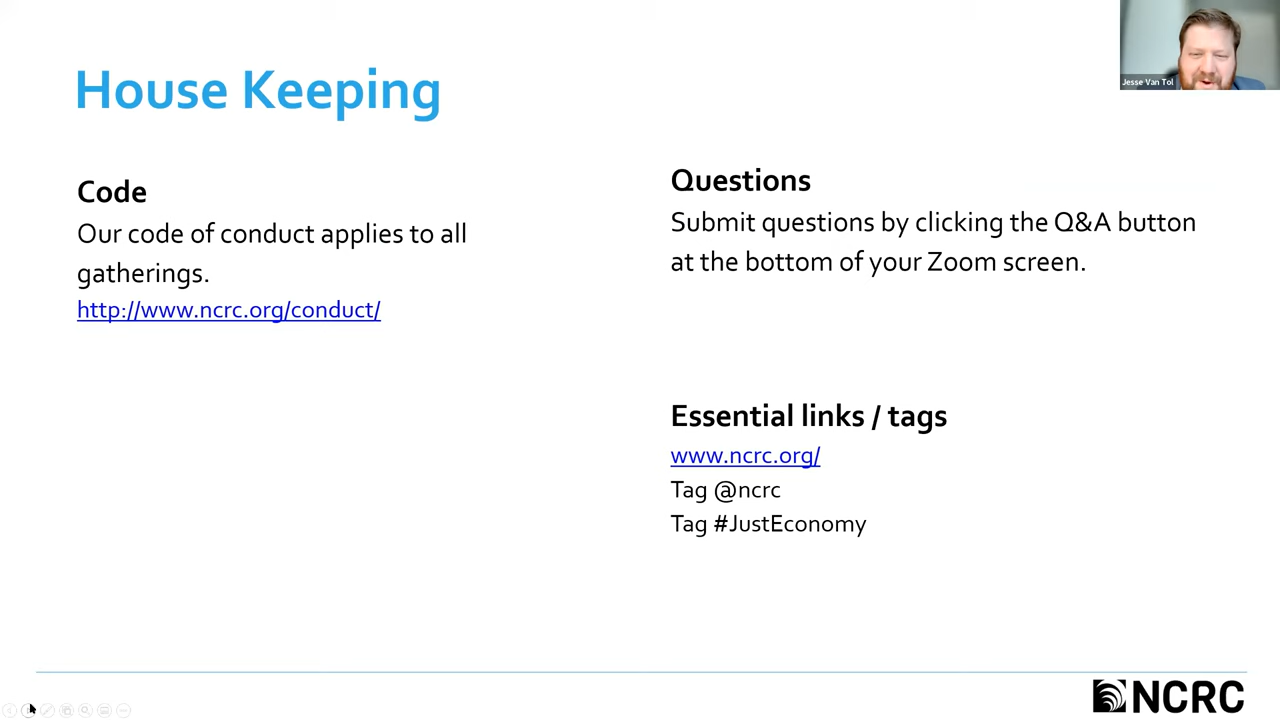 House Keeping
Jesse Van Tol
Code
Our code of conduct applies to all
gatherings.
http://www.ncrc.org/conduct/
Questions
Submit questions by clicking the Q&A button
at the bottom of your Zoom screen.
Essential links / tags
www.ncrc.org/
Tag @ncrc
Tag #JustEconomy
NCRC